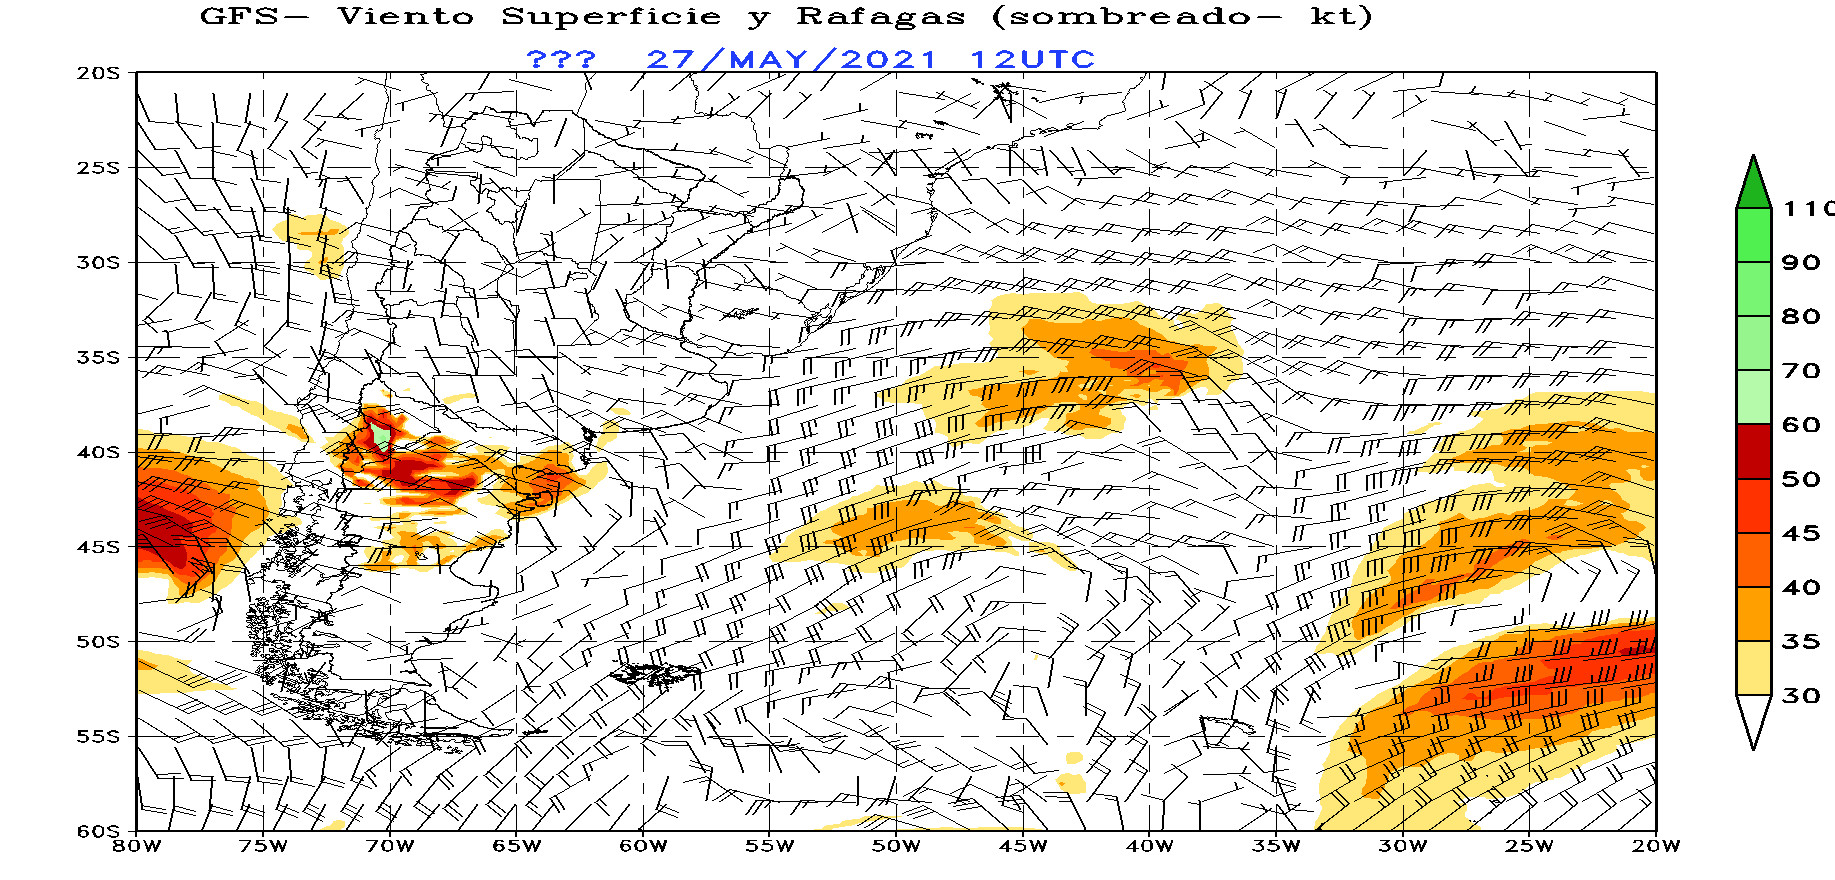 GFS- Viento Superficie y Rafagas (sombreado- kt)
??? 27/MAY/2021 12UTC
20S
25S
30S
35S
40S
45S
50S
55S
60S
80W 75W 70W 65W 60W 55W 50W 45W 40W 35W 30W 25W 20W
110
90
80
70
60
50
45
40
35
30